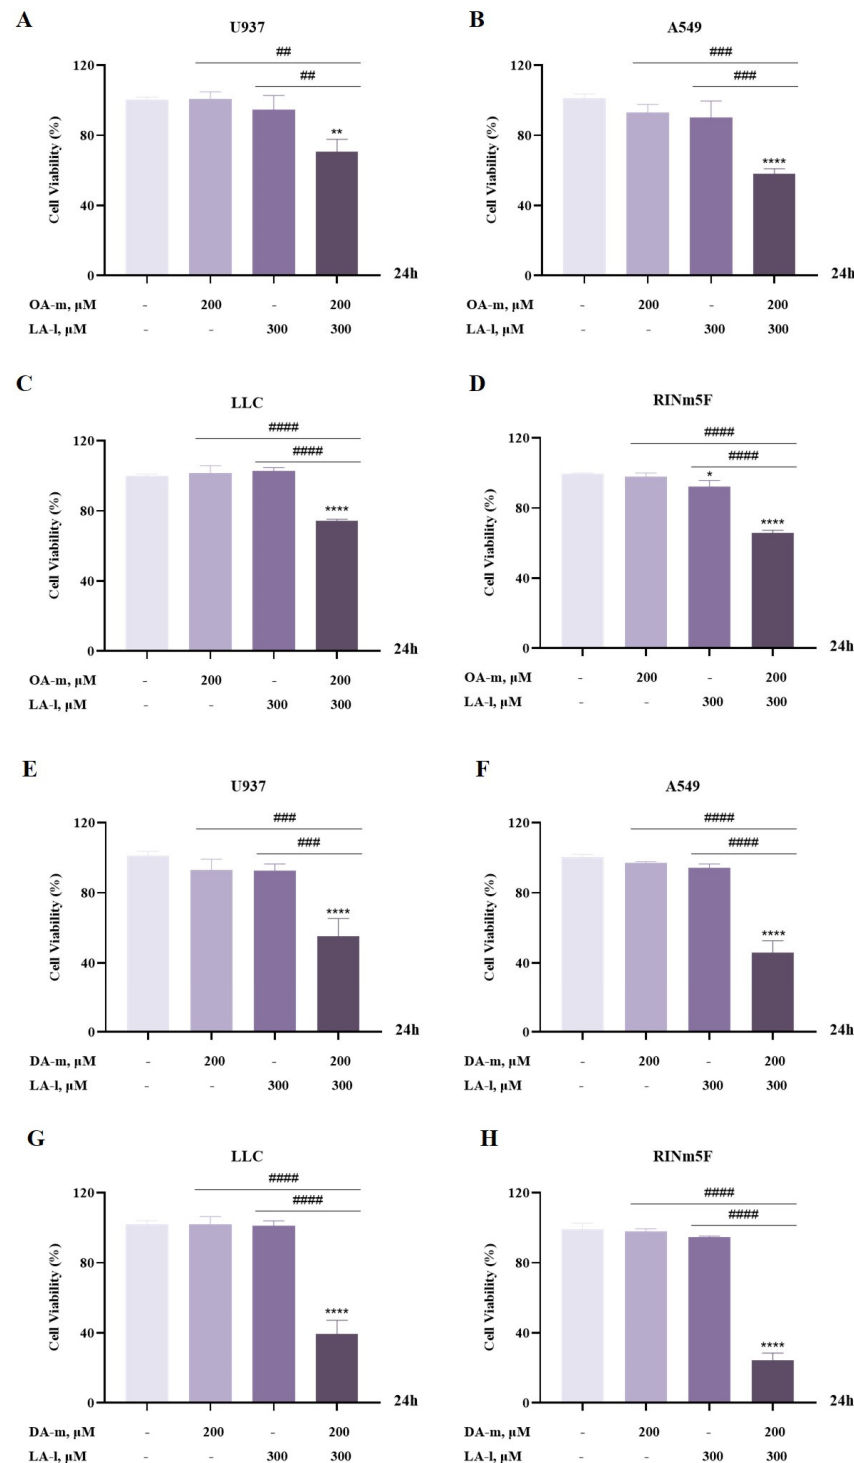 A
U937
##
##
120
80
40
0
Cell Viability (%)
**
24h
OA-m, μM - 200 - 200
LA-l, μM - - 300 300
B
A549
###
###
120
80
40
0
Cell Viability (%)
****
24h
OA-m, μM - 200 - 200
LA-l, μM - - 300 300
C
LLC
####
####
120
80
40
0
Cell Viability (%)
****
24h
OA-m, μM - 200 - 200
LA-l, μM - - 300 300
D
RINm5F
####
####
120
80
40
0
Cell Viability (%)
*
****
24h
OA-m, μM - 200 - 200
LA-l, μM - - 300 300
E
U937
###
###
120
80
40
0
Cell Viability (%)
****
24h
DA-m, μM - 200 - 200
LA-l, μM - - 300 300
F
A549
####
####
120
80
40
0
Cell Viability (%)
****
24h
DA-m, μM - 200 - 200
LA-l, μM - - 300 300
G
LLC
####
####
120
80
40
0
Cell Viability (%)
****
24h
DA-m, μM - 200 - 200
LA-l, μM - - 300 300
H
RINm5F
####
####
120
80
40
0
Cell Viability (%)
****
24h
DA-m, μM - 200 - 200
LA-l, μM - - 300 300